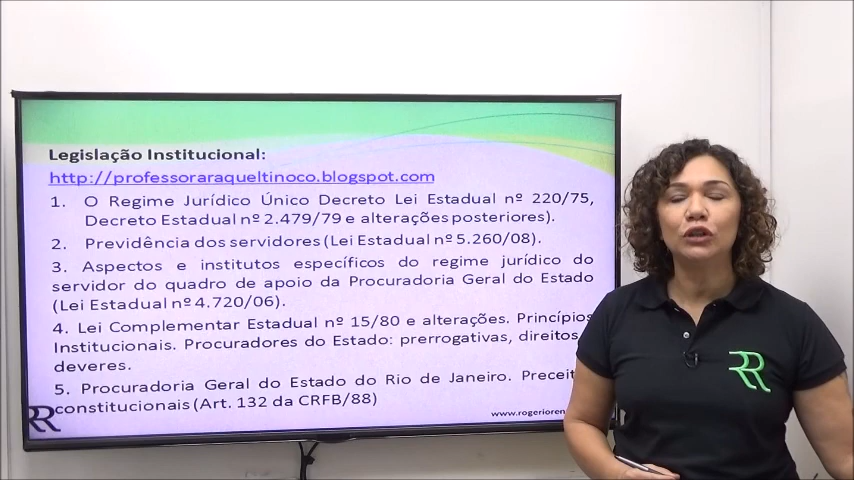 Legislação Institucional:
http://professoraraqueltinoco.blogspot.com
1. O Regime Jurídico Único Decreto Lei Estadual nº 220/75,
Decreto Estadual nº 2.479/79 e alterações posteriores).
2. Previdência dos servidores (Lei Estadual nº 5.260/08).
3. Aspectos e institutos específicos do regime jurídico do
servidor do quadro de apoio da Procuradoria Geral do Estado
(Lei Estadual nº 4.720/06).
4. Lei Complementar Estadual nº 15/80 e alterações. Princípios
Institucionais. Procuradores do Estado: prerrogativas, direitos
deveres.
5. Procuradoria Geral do Estado do Rio de Janeiro.
constitucionais (Art. 132 da CRFB/88)
RR
RR